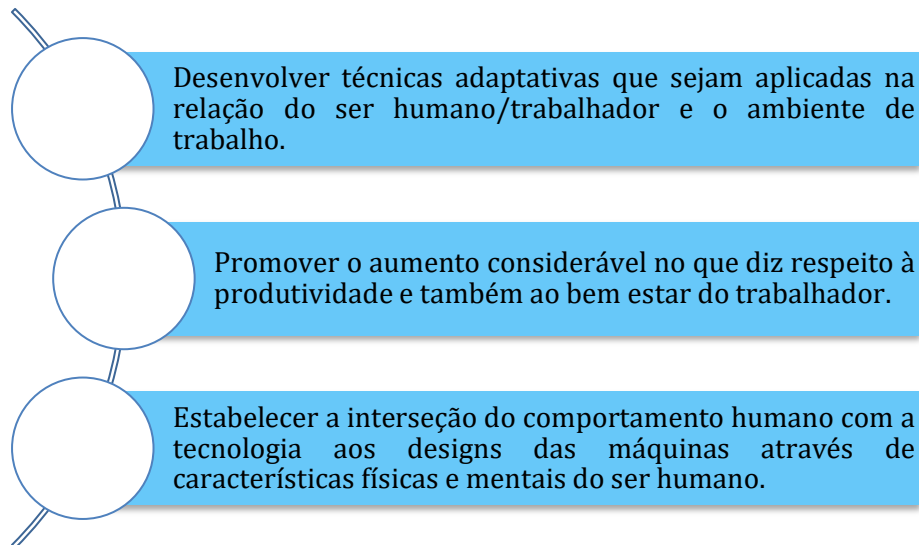 Desenvolver técnicas adaptativas que sejam aplicadas na
relação do ser humano/trabalhador e o ambiente de
trabalho.
Promover o aumento considerável no que diz respeito à
produtividade e também ao bem estar do trabalhador.
Estabelecer a interseção do comportamento humano com a
tecnologia aos designs das máquinas através de
características físicas e mentais do ser humano.